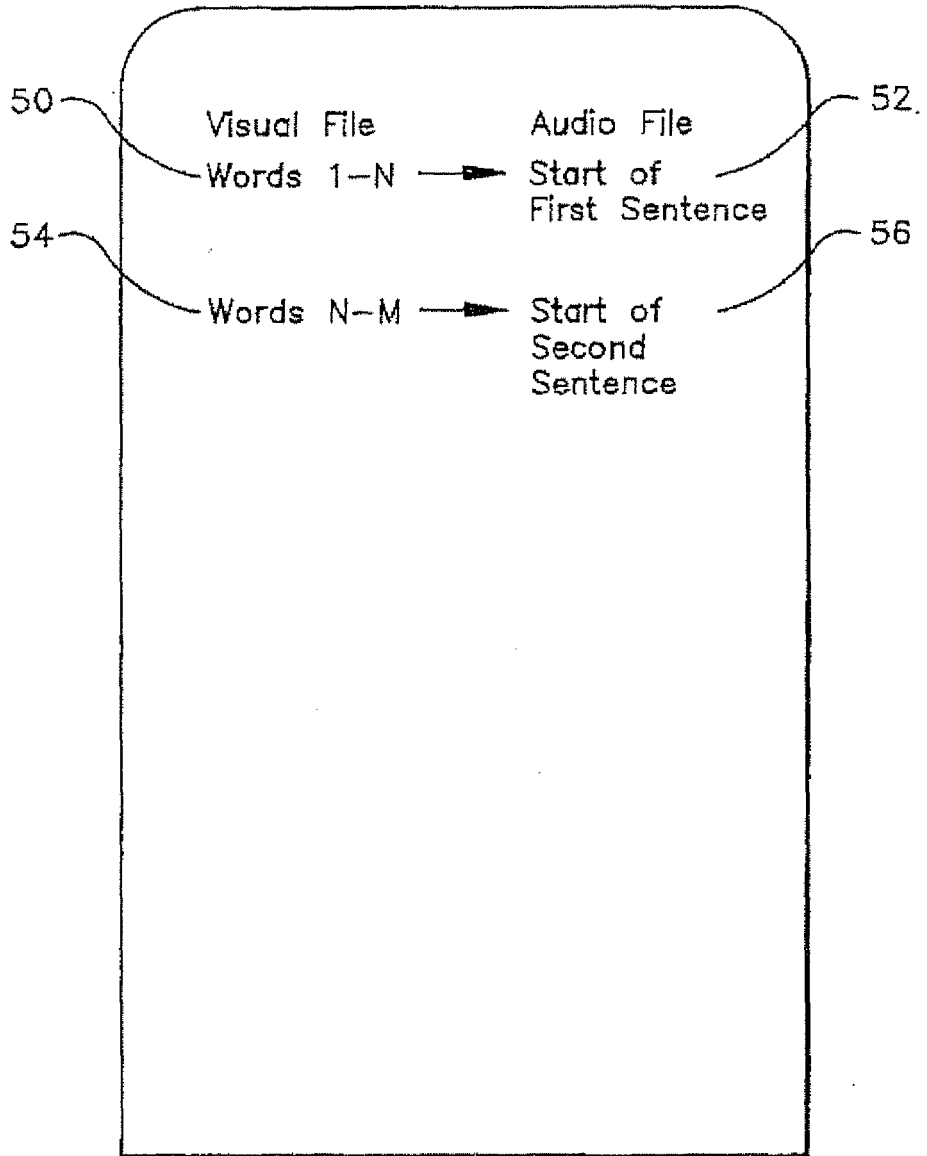 50
52.
Visual File Audio File
Words 1-N Start of
First Sentence
54
56
Words N-M Start of
Second
Sentence